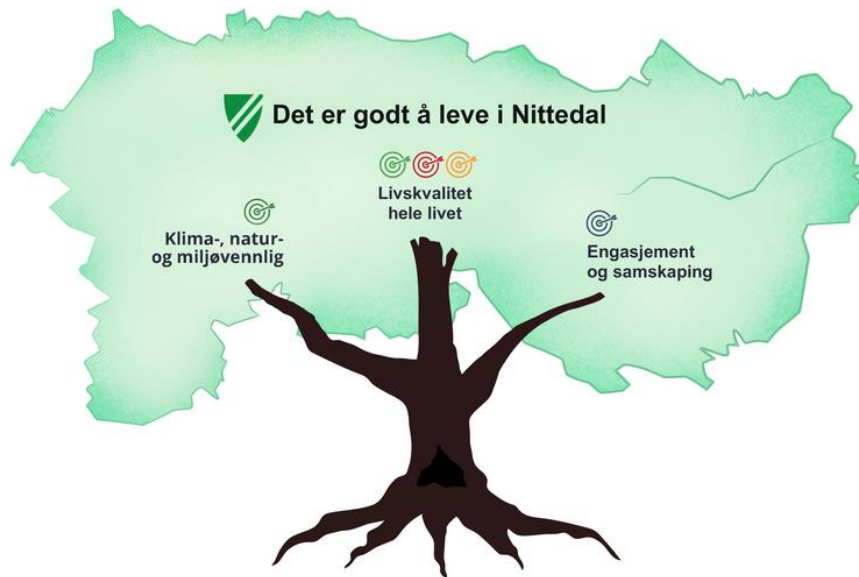 Det er godt å leve i Nittedal
Livskvalitet
hele livet
Klima-, natur-
og miljøvennlig
Engasjement
og samskaping